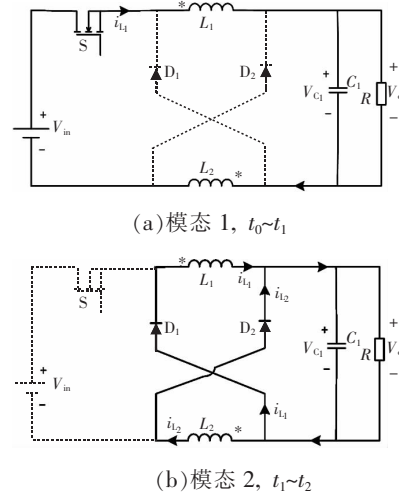 S
i_{L_1}
* L_1
D_1
D_2
+ V_{in} −
+ V_{C_1} −
C_1
R
+ V −
L_2 *
(a)模态 1, t_0~t_1
S
* L_1
i_{L_1}
i_{L_2}
D_1
D_2
+ V_{in} −
+ V_{C_1} −
C_1
R
+ V −
i_{L_2}
L_2 *
i_{L_1}
(b)模态 2, t_1~t_2